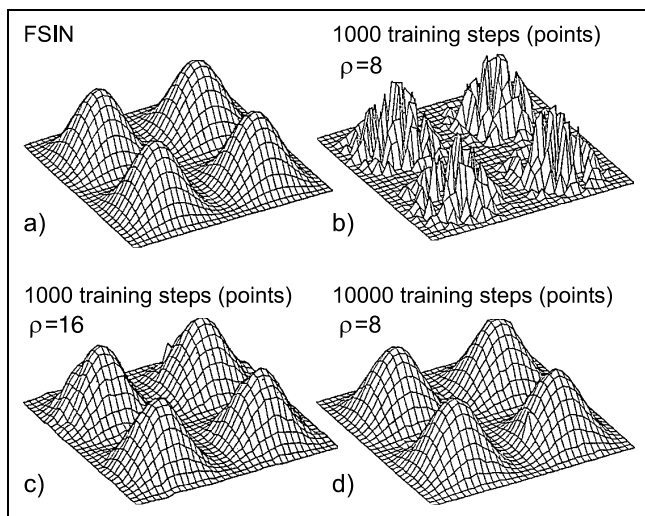 FSIN
a)
1000 training steps (points)
ρ=8
b)
1000 training steps (points)
ρ=16
c)
10000 training steps (points)
ρ=8
d)